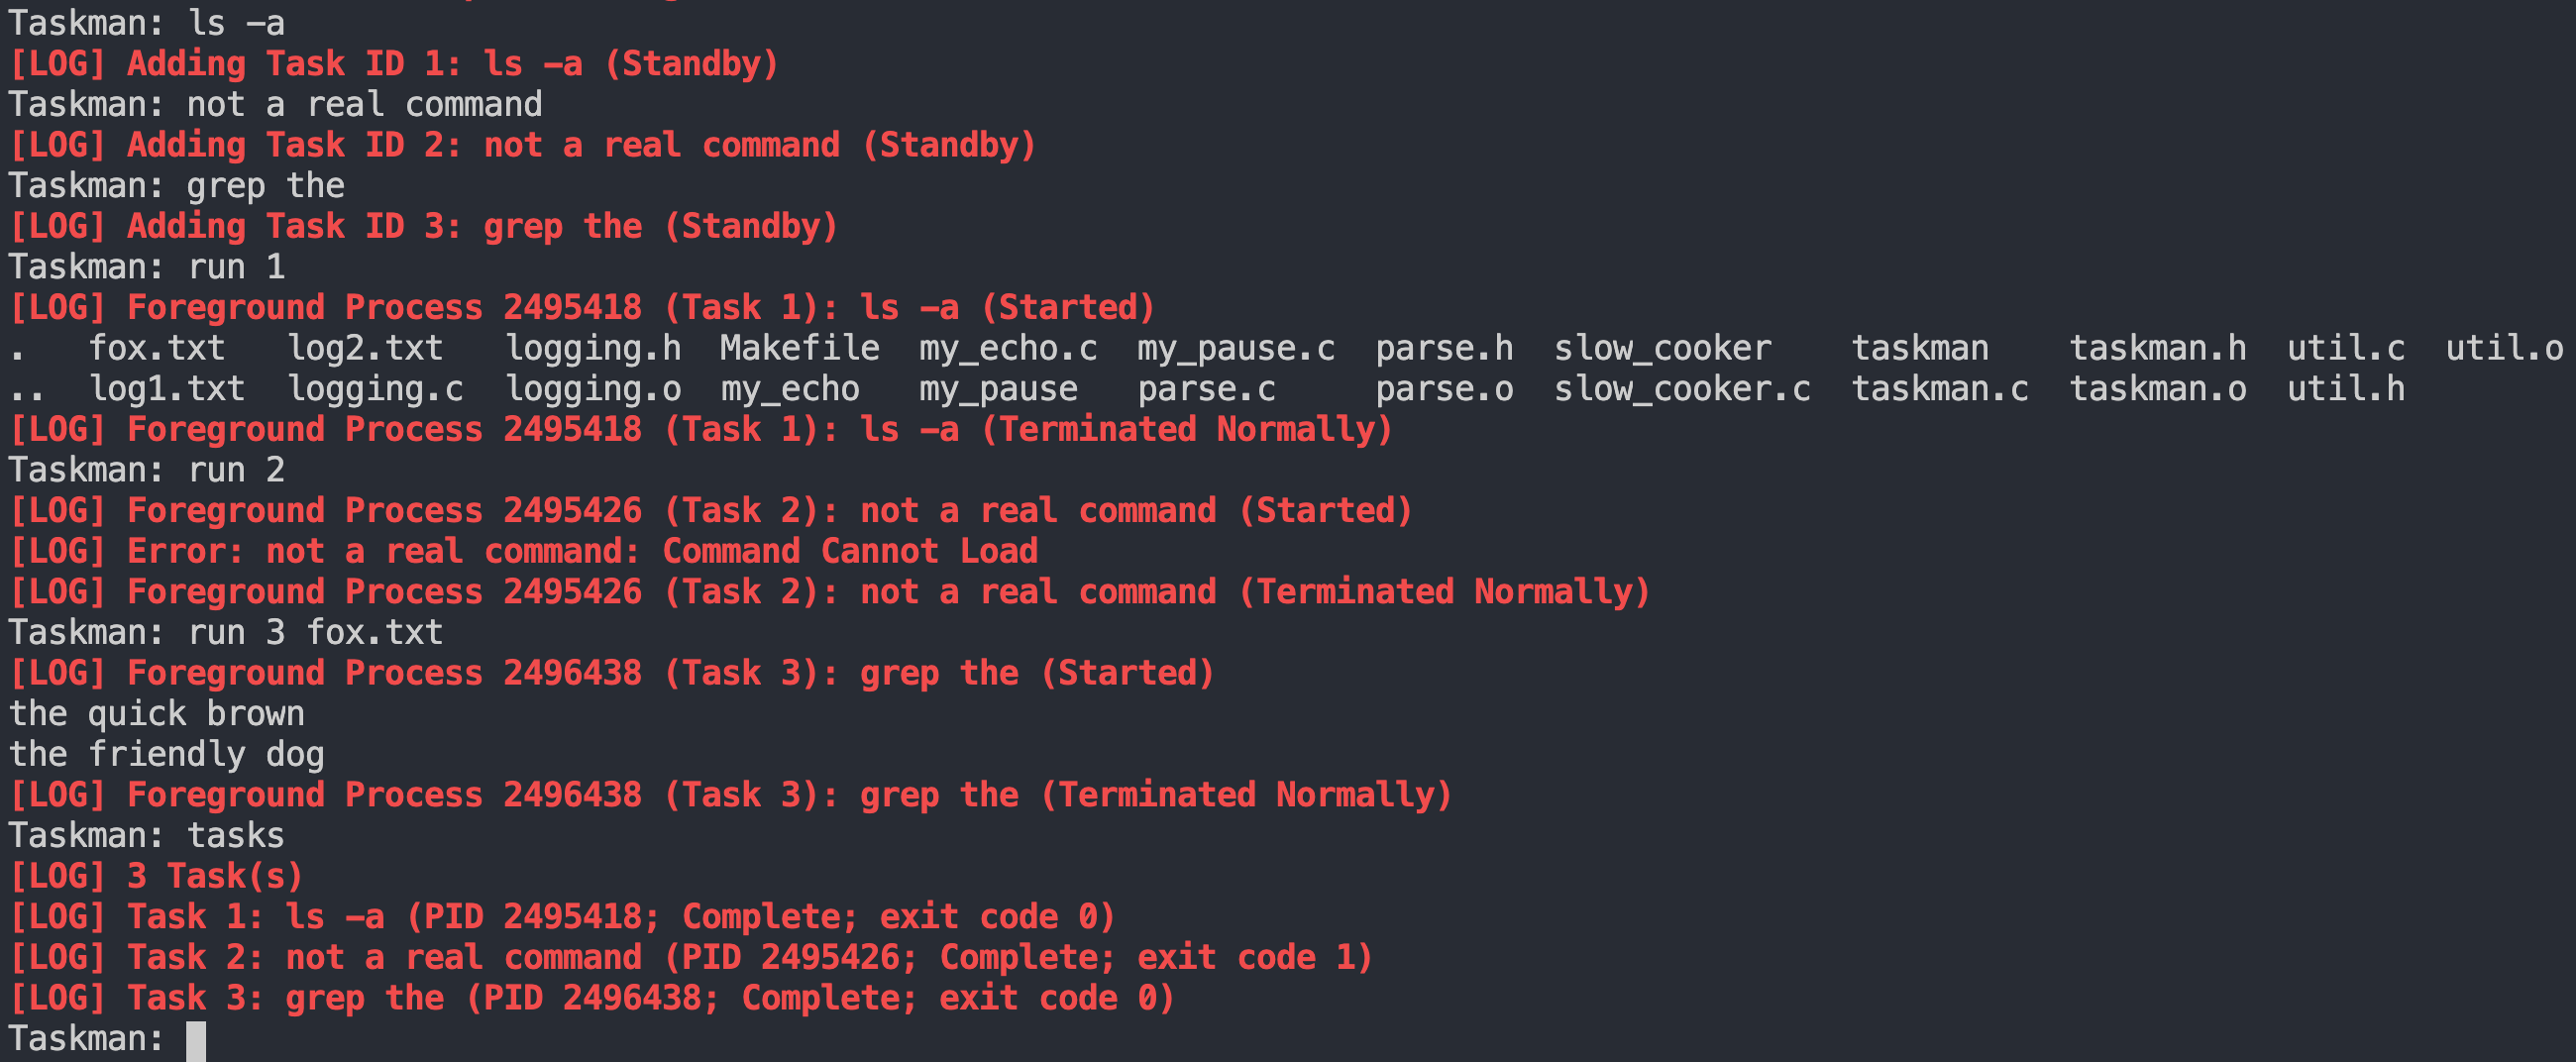 Taskman: ls -a
[LOG] Adding Task ID 1: ls -a (Standby)
Taskman: not a real command
[LOG] Adding Task ID 2: not a real command (Standby)
Taskman: grep the
[LOG] Adding Task ID 3: grep the (Standby)
Taskman: run 1
[LOG] Foreground Process 2495418 (Task 1): ls -a (Started)
.   fox.txt   log2.txt   logging.h  Makefile  my_echo.c  my_pause.c  parse.h  slow_cooker    taskman    taskman.h  util.c  util.o
..  log1.txt  logging.c  logging.o  my_echo   my_pause   parse.c     parse.o  slow_cooker.c  taskman.c  taskman.o  util.h
[LOG] Foreground Process 2495418 (Task 1): ls -a (Terminated Normally)
Taskman: run 2
[LOG] Foreground Process 2495426 (Task 2): not a real command (Started)
[LOG] Error: not a real command: Command Cannot Load
[LOG] Foreground Process 2495426 (Task 2): not a real command (Terminated Normally)
Taskman: run 3 fox.txt
[LOG] Foreground Process 2496438 (Task 3): grep the (Started)
the quick brown
the friendly dog
[LOG] Foreground Process 2496438 (Task 3): grep the (Terminated Normally)
Taskman: tasks
[LOG] 3 Task(s)
[LOG] Task 1: ls -a (PID 2495418; Complete; exit code 0)
[LOG] Task 2: not a real command (PID 2495426; Complete; exit code 1)
[LOG] Task 3: grep the (PID 2496438; Complete; exit code 0)
Taskman: